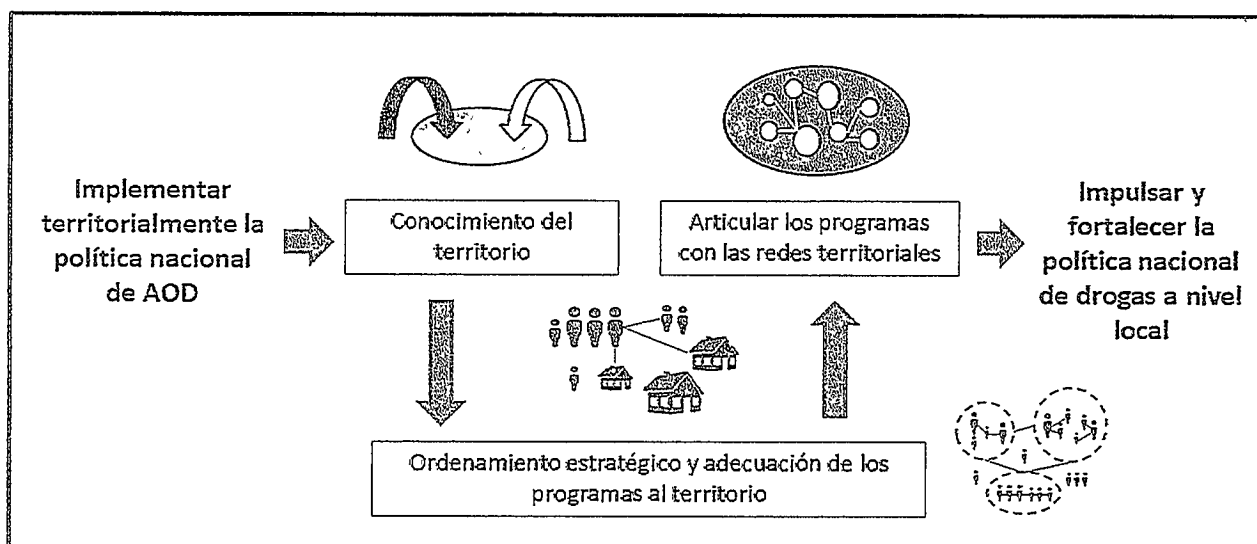 Implementar
territorialmente la
política nacional
de AOD
Conocimiento del
territorio
Ordenamiento estratégico y adecuación de los
programas al territorio
Articular los programas
con las redes territoriales
Impulsar y
fortalecer la
política nacional
de drogas a nivel
local